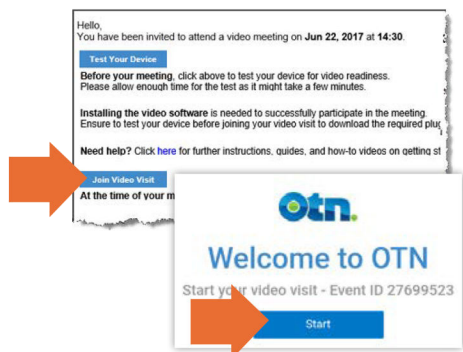 Hello,
You have been invited to attend a video meeting on Jun 22, 2017 at 14:30.
Test Your Device
Before your meeting, click above to test your device for video readiness.
Please allow enough time for the test as it might take a few minutes.
Installing the video software is needed to successfully participate in the meeting.
Ensure to test your device before joining your video visit to download the required
Need help? Click here for further instructions, guides, and how-to videos on getting
Join Video Visit
At the time of your
otn.
Welcome to OTN
Start your video visit - Event ID 27699523
Start